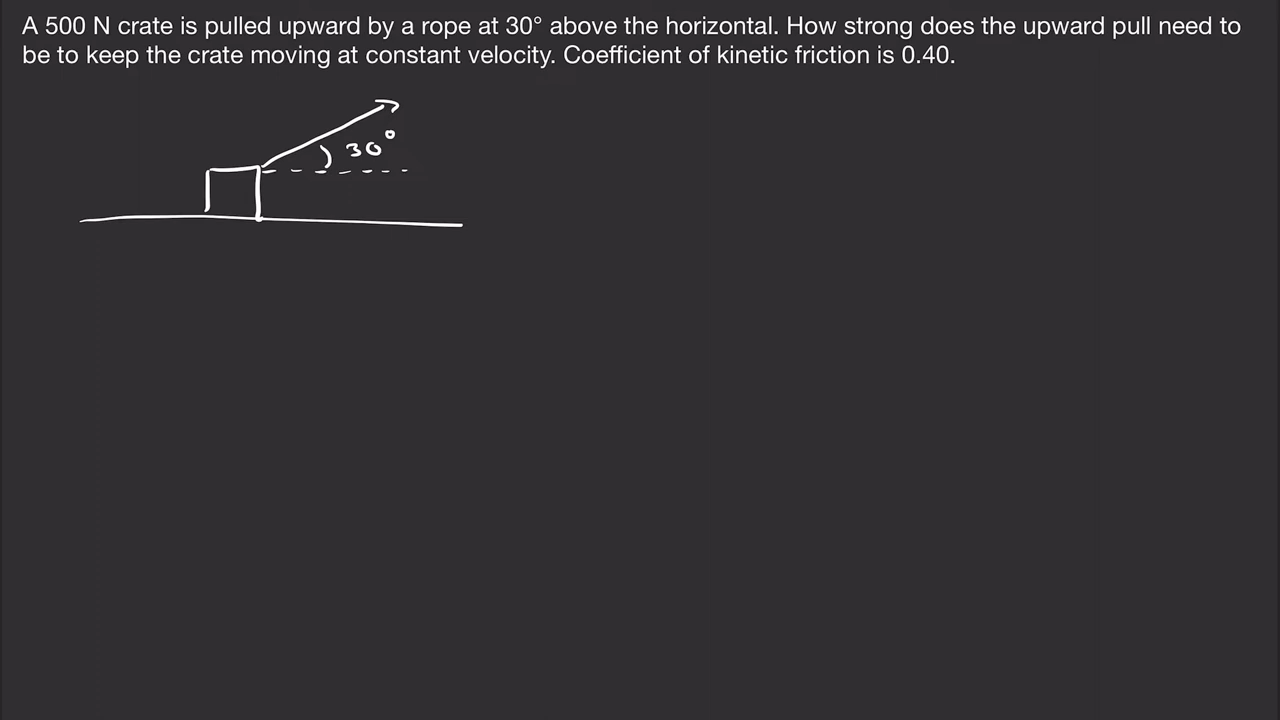 A 500 N crate is pulled upward by a rope at 30° above the horizontal. How strong does the upward pull need to
be to keep the crate moving at constant velocity. Coefficient of kinetic friction is 0.40.
30°